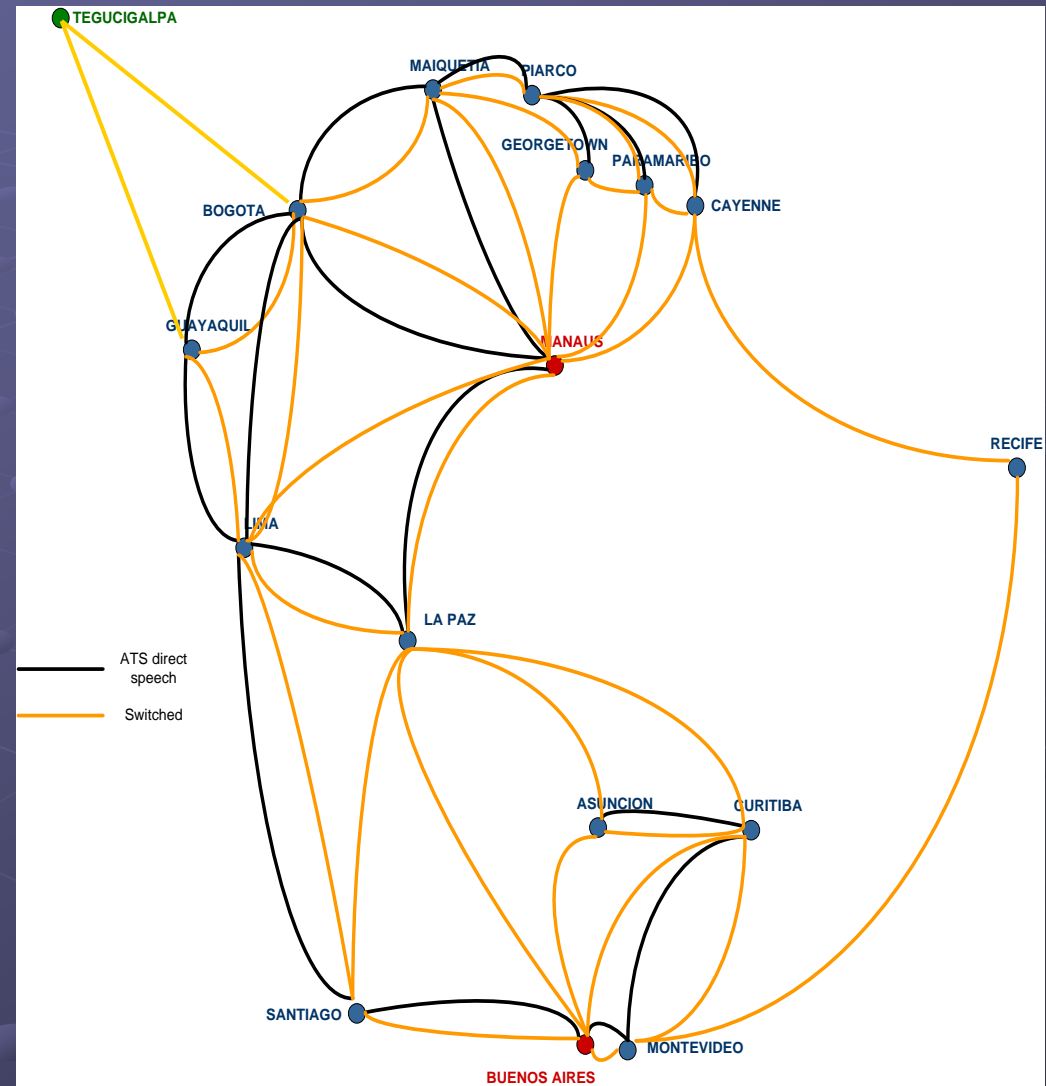 TEGUCIGALPA
MAIQUETIA
PIARCO
GEORGETOWN
PARAMARIBO
BOGOTA
CAYENNE
GUAYAQUIL
MANAUS
RECIFE
LIMA
LA PAZ
ATS direct
speech
Switched
ASUNCION
CURITIBA
SANTIAGO
MONTEVIDEO
BUENOS AIRES